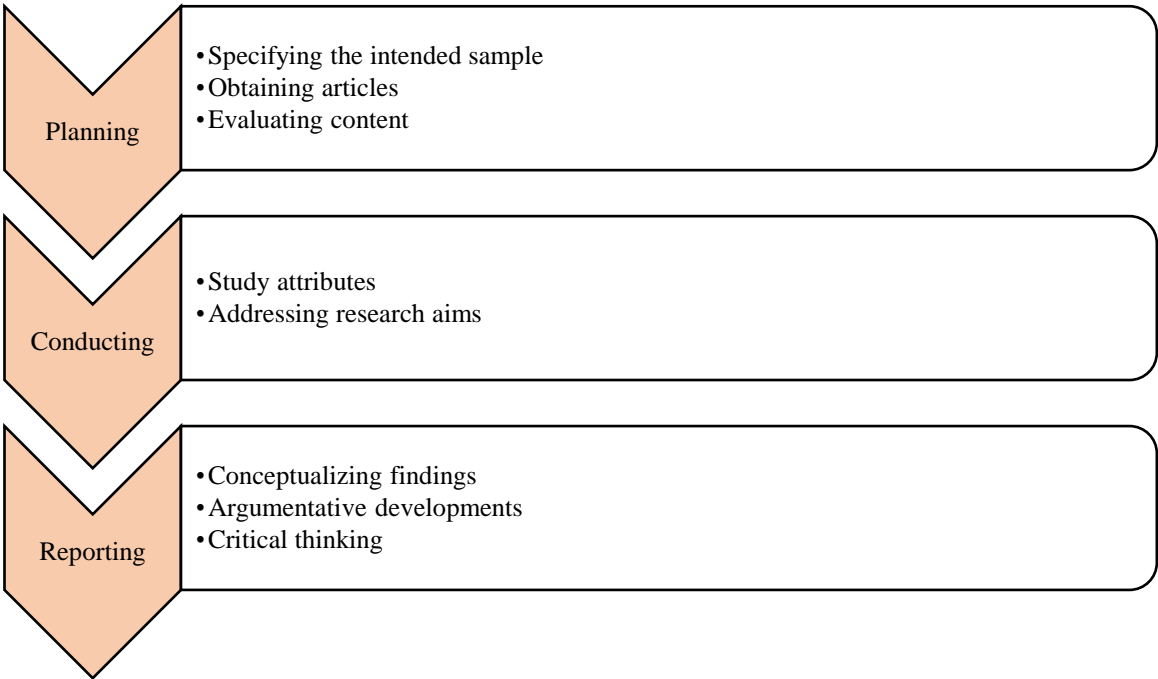 Planning
•Specifying the intended sample
•Obtaining articles
•Evaluating content
Conducting
•Study attributes
•Addressing research aims
Reporting
•Conceptualizing findings
•Argumentative developments
•Critical thinking